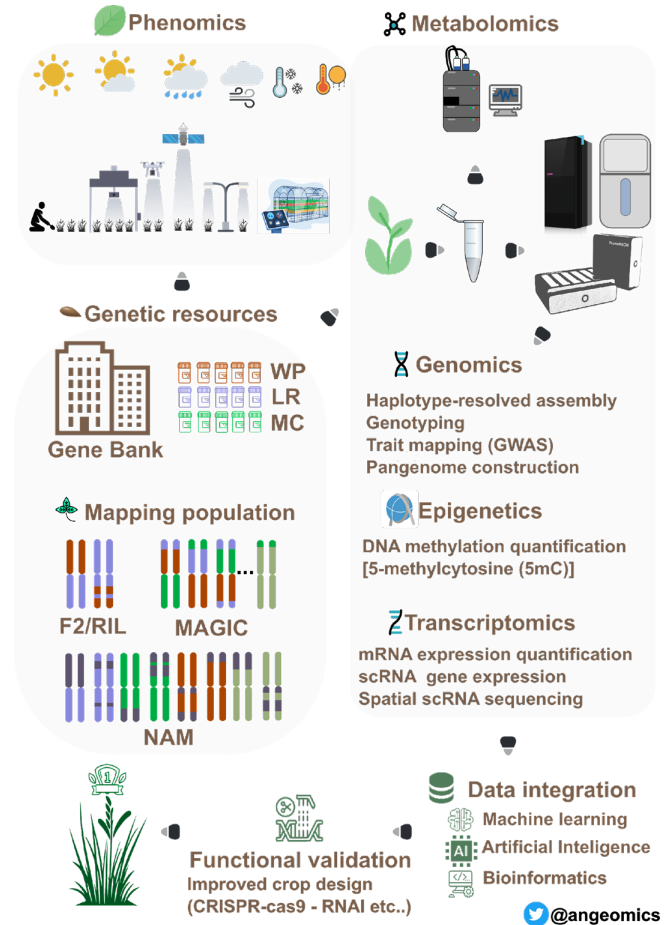 Phenomics
Metabolomics
Genetic resources
WP
LR
MC
Gene Bank
Mapping population
F2/RIL
...
MAGIC
NAM
Genomics
Haplotype-resolved assembly
Genotyping
Trait mapping (GWAS)
Pangenome construction
Epigenetics
DNA methylation quantification
[5-methylcytosine (5mC)]
Transcriptomics
mRNA expression quantification
scRNA gene expression
Spatial scRNA sequencing
Data integration
Machine learning
AI
Artificial Inteligence
Bioinformatics
1
Functional validation
Improved crop design
(CRISPR-cas9 - RNAI etc..)
@angeomics